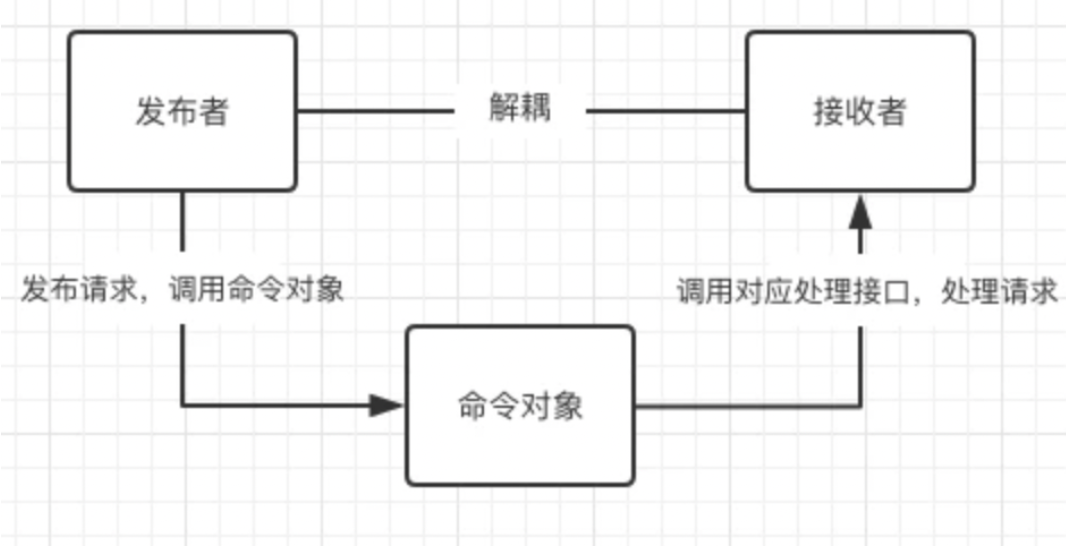 发布者
解耦
接收者
发布请求，调用命令对象
调用对应处理接口，处理请求
命令对象